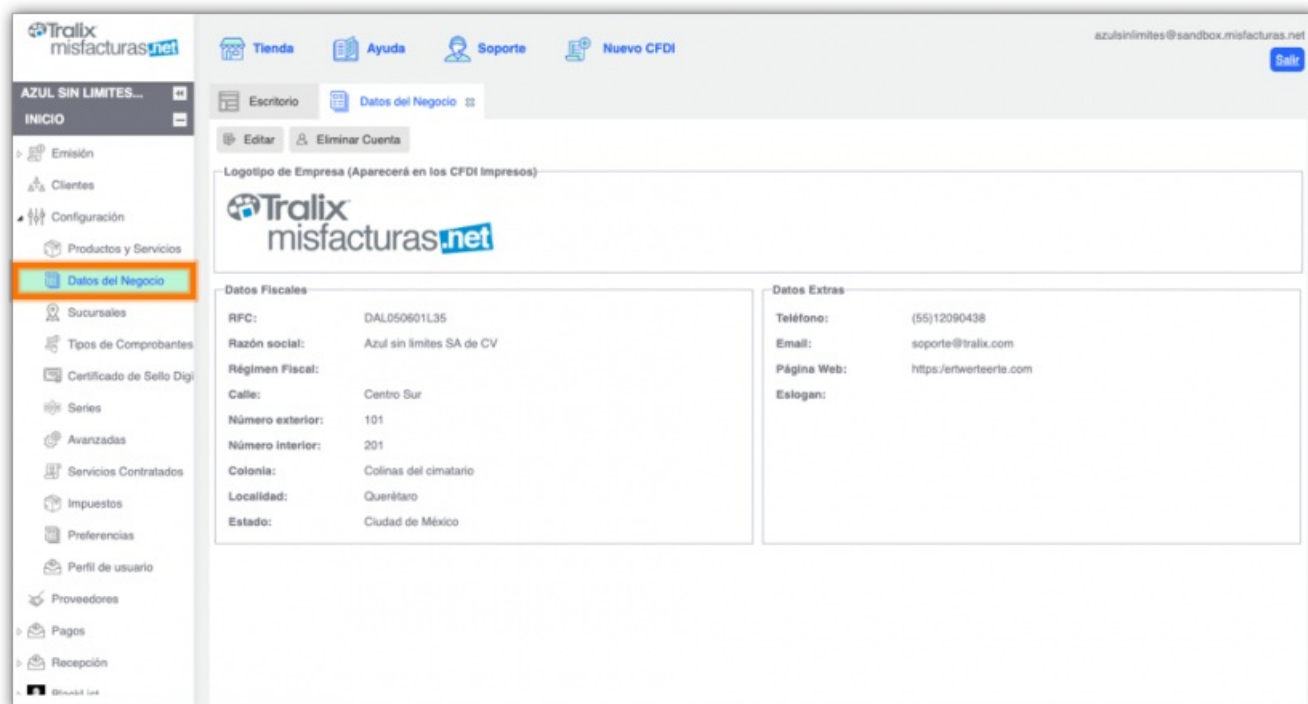 Tralix
misfacturas.net
Tienda
Ayuda
Soporte
Nuevo CFDI
azulsinlimites@sandbox.misfacturas.net
Salir
AZUL SIN LIMITES...
INICIO
Emisión
Clientes
Configuración
Productos y Servicios
Datos del Negocio
Sucursales
Tipos de Comprobantes
Certificado de Sello Digi
Series
Avanzadas
Servicios Contratados
Impuestos
Preferencias
Perfil de usuario
Proveedores
Pagos
Recepción
Escritorio
Datos del Negocio
Editar
Eliminar Cuenta
Logotipo de Empresa (Aparecerá en los CFDI Impresos)
Tralix
misfacturas.net
Datos Fiscales
RFC: DAL050601L35
Razón social: Azul sin limites SA de CV
Régimen Fiscal:
Calle: Centro Sur
Número exterior: 101
Número interior: 201
Colonia: Colinas del cimatario
Localidad: Querétaro
Estado: Ciudad de México
Datos Extras
Teléfono: (55)12090438
Email: soporte@tralix.com
Página Web: https:/ertwerteerte.com
Eslogan: